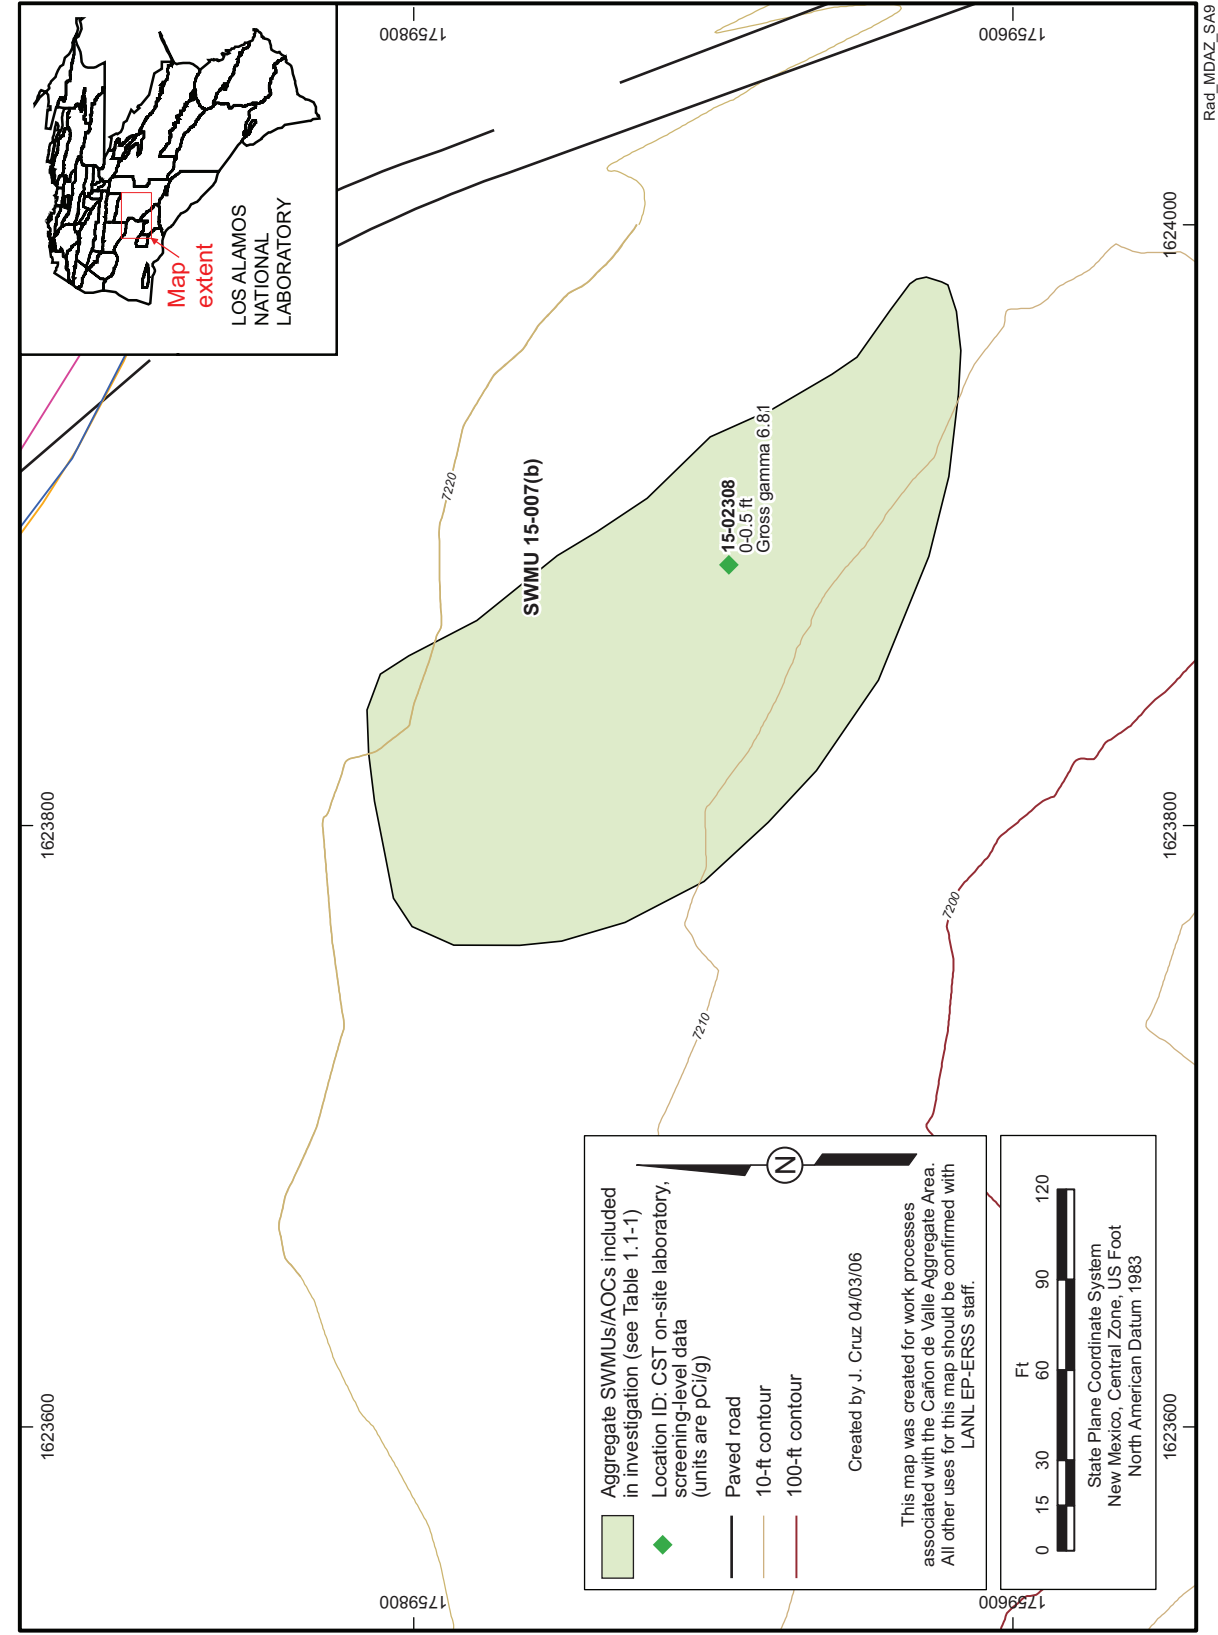 1623600
1623800
1759800
1759800
Map
extent
LOS ALAMOS
NATIONAL
LABORATORY
7220
SWMU 15-007(b)
15-02308
0-0.5 ft
Gross gamma 6.81
7210
7200
Aggregate SWMUs/AOCs included
in investigation (see Table 1.1-1)
Location ID: CST on-site laboratory,
screening-level data
(units are pCi/g)
Paved road
10-ft contour
100-ft contour
N
Created by J. Cruz 04/03/06
This map was created for work processes
associated with the Cañon de Valle Aggregate Area.
All other uses for this map should be confirmed with
LANL EP-ERSS staff.
Ft
0 15 30 60 90 120
State Plane Coordinate System
New Mexico, Central Zone, US Foot
North American Datum 1983
1759600
1759600
1623600
1623800
1624000
Rad_MDAZ_SA9